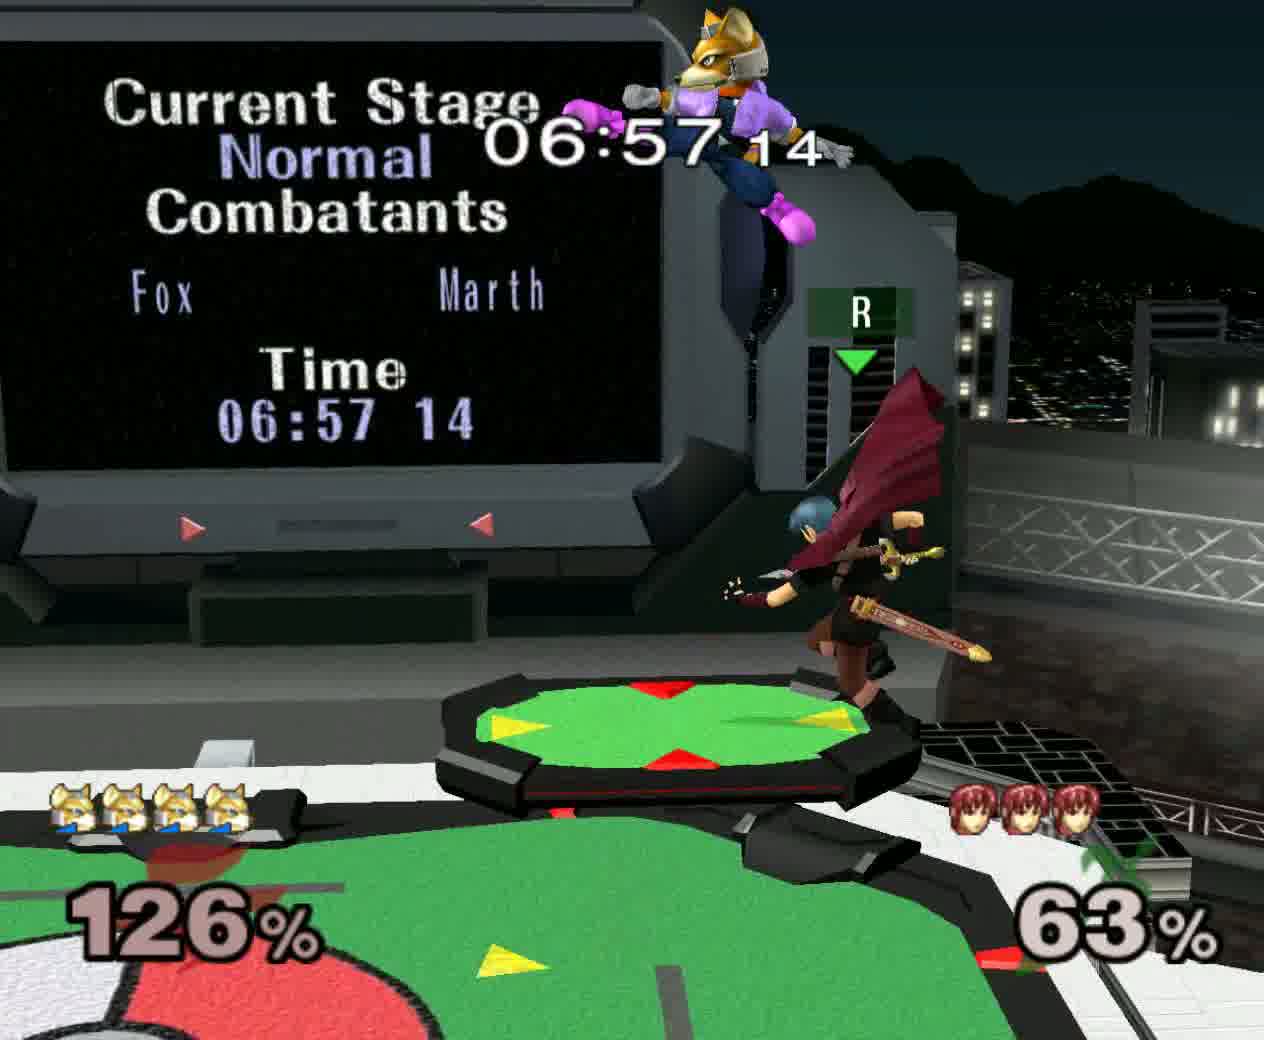 Current Stage
Normal
06:57 14
Combatants
Fox Marth
R
Time
06:57 14
126%
63%